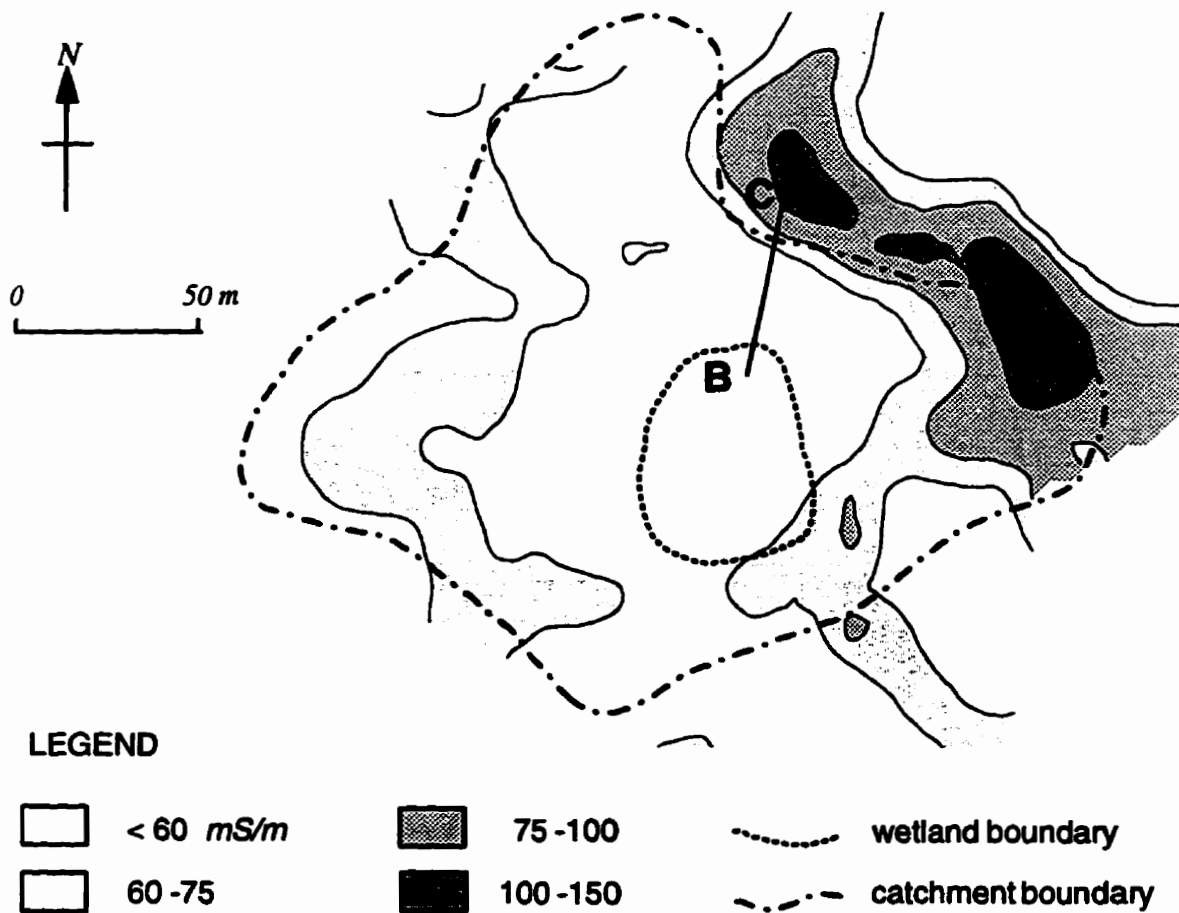 N
0 50 m
C
B
LEGEND
< 60 mS/m
75 -100
wetland boundary
60 -75
100 -150
catchment boundary